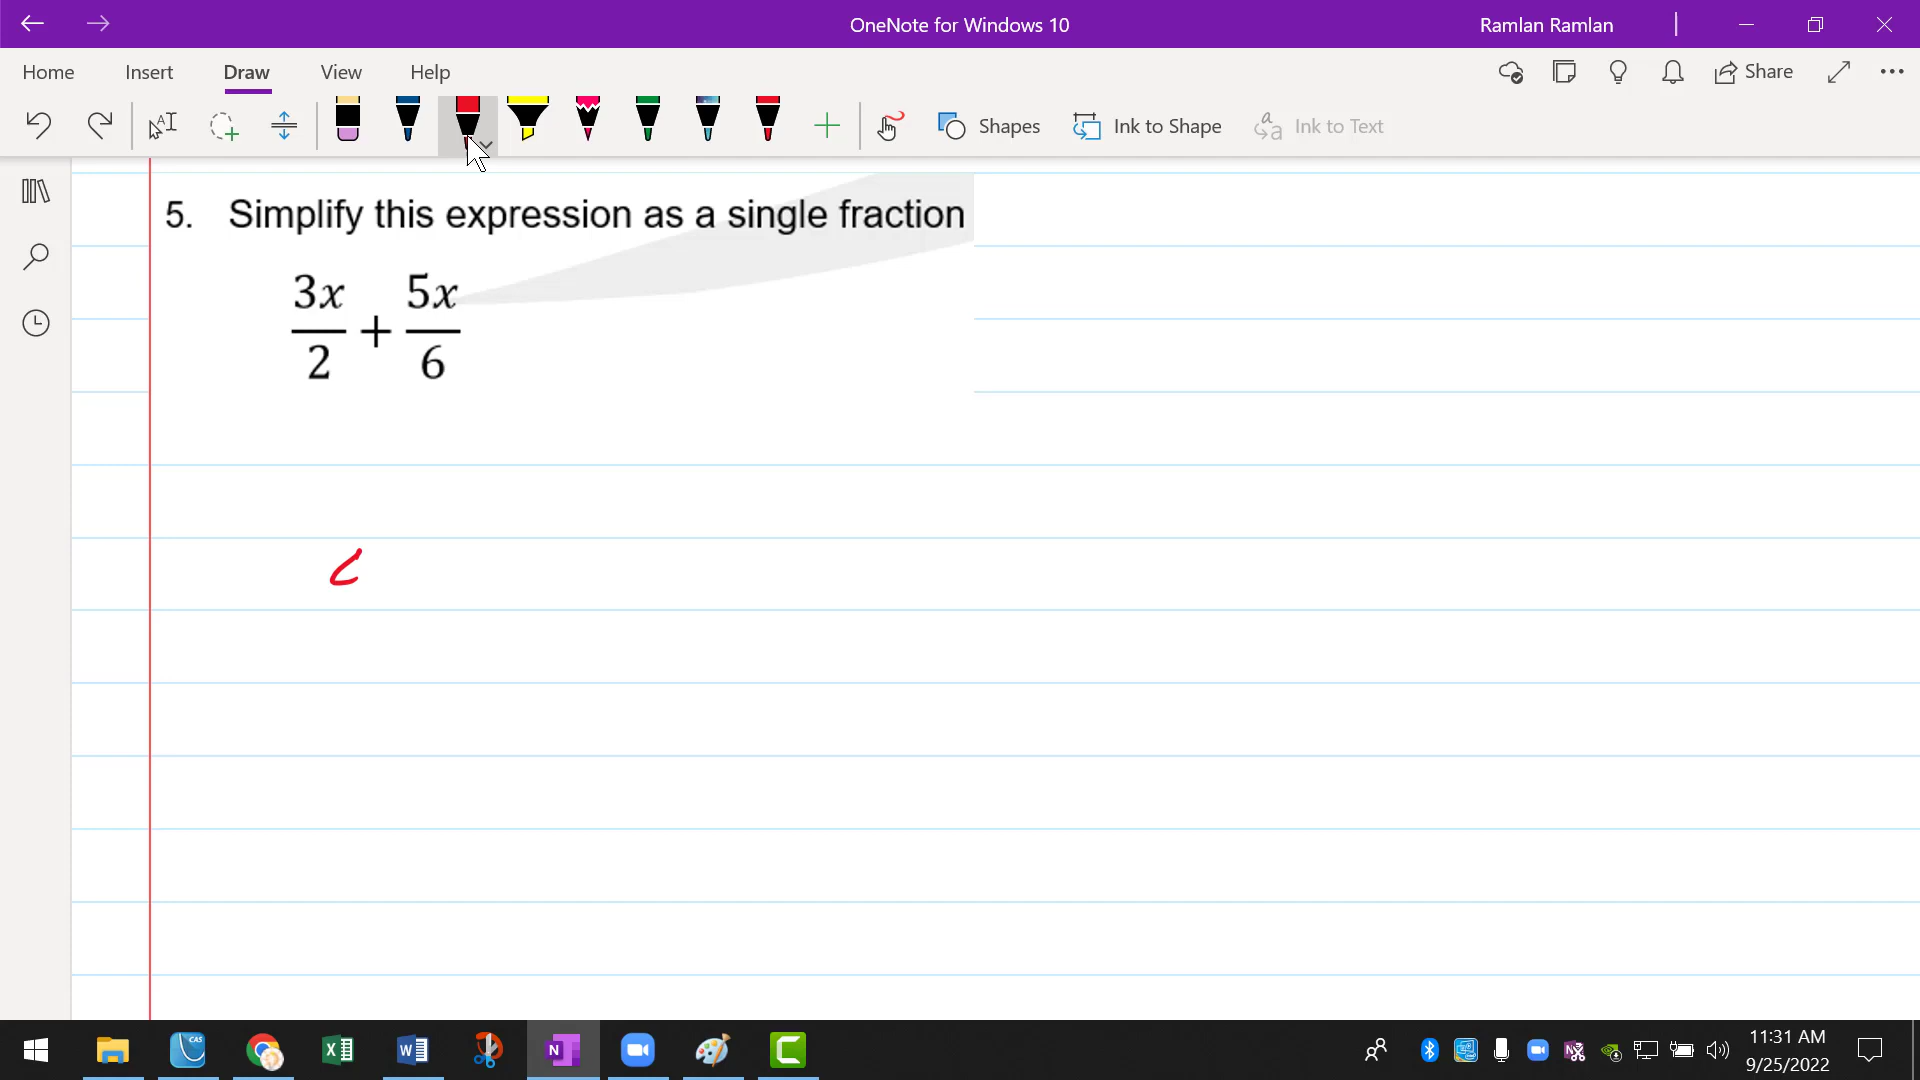 OneNote for Windows 10
Ramlan Ramlan
Home Insert Draw View Help
Share
Shapes Ink to Shape Ink to Text
5. Simplify this expression as a single fraction
3x/2 + 5x/6
11:31 AM
9/25/2022